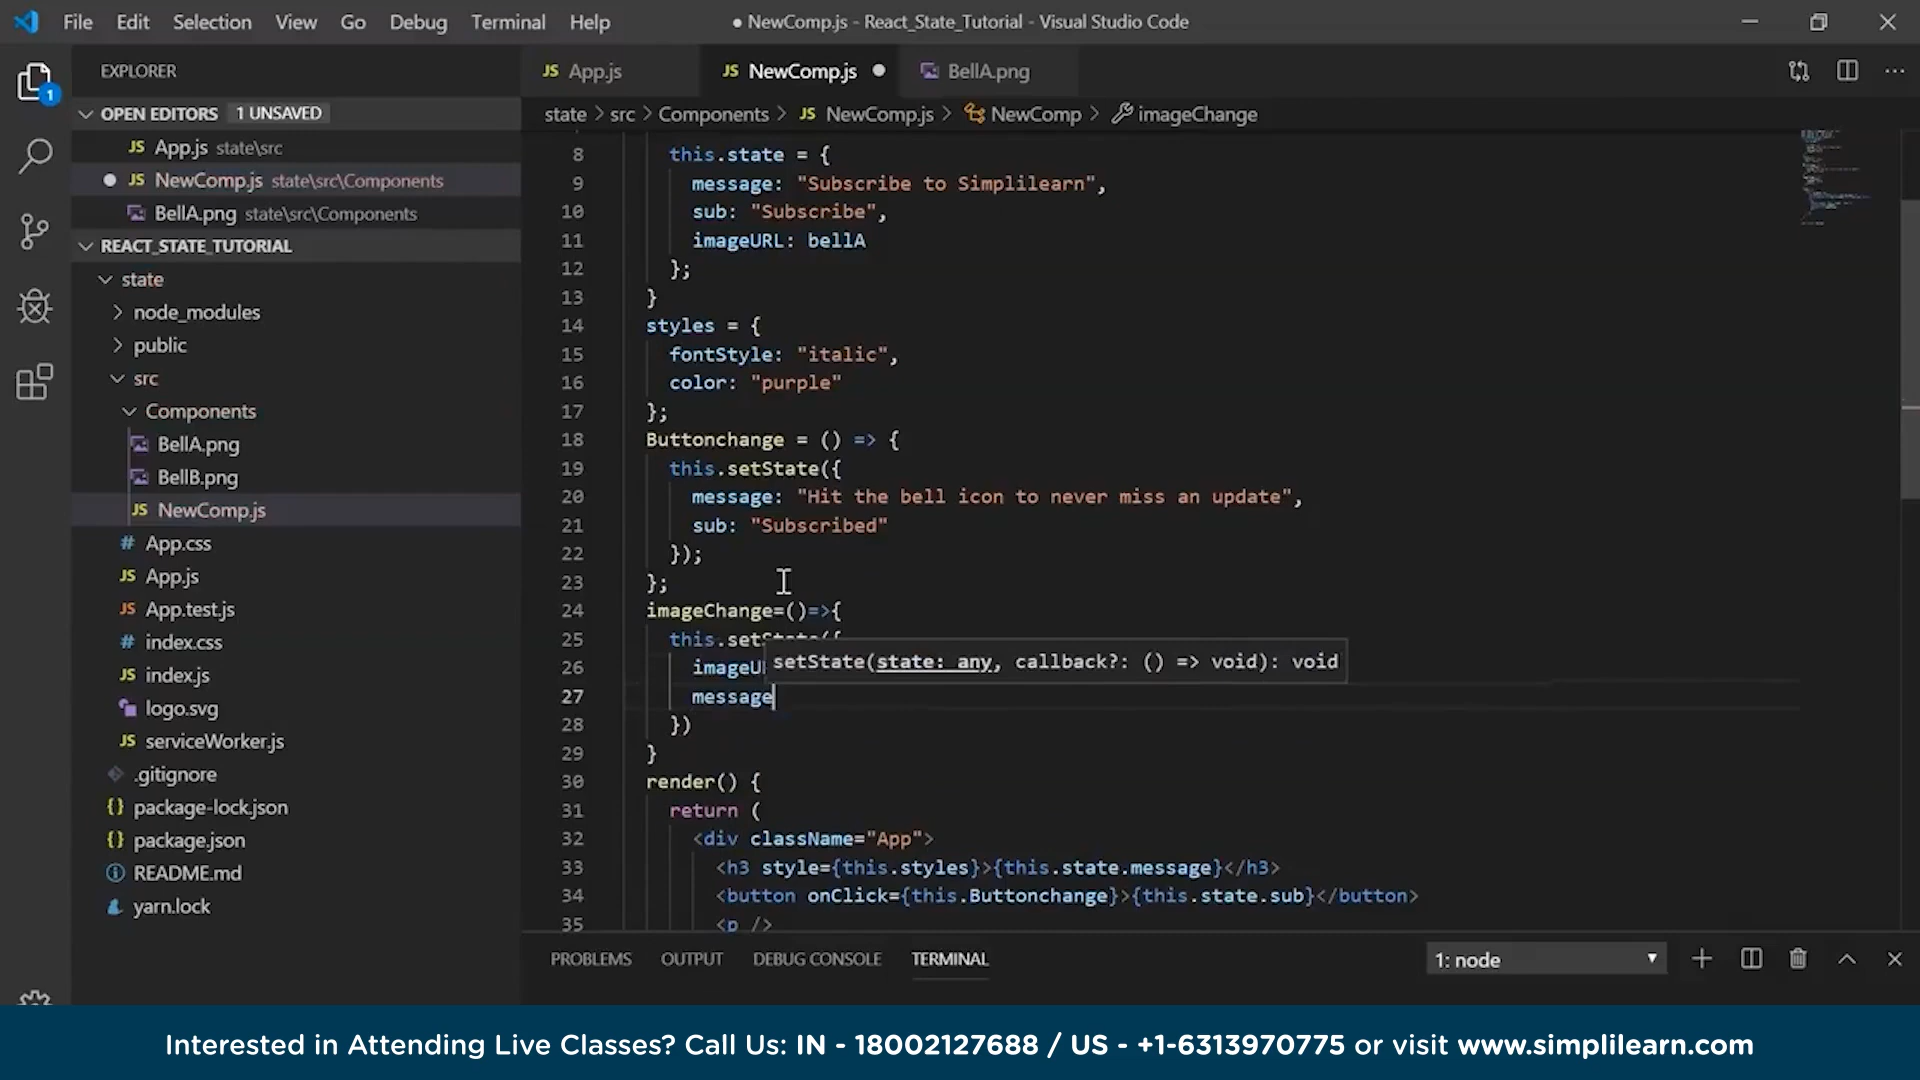 File Edit Selection View Go Debug Terminal Help
● NewComp.js - React_State_Tutorial - Visual Studio Code
EXPLORER
1
OPEN EDITORS 1 UNSAVED
JS App.js state\src
JS NewComp.js state\src\Components
BellA.png state\src\Components
REACT_STATE_TUTORIAL
state
node_modules
public
src
Components
BellA.png
BellB.png
JS NewComp.js
# App.css
JS App.js
JS App.test.js
# index.css
JS index.js
logo.svg
JS serviceWorker.js
.gitignore
{} package-lock.json
{} package.json
README.md
yarn.lock
JS App.js JS NewComp.js ● BellA.png
state > src > Components > JS NewComp.js > NewComp > imageChange
8 this.state = {
9 message: "Subscribe to Simplilearn",
10 sub: "Subscribe",
11 imageURL: bellA
12 };
13 }
14 styles = {
15 fontStyle: "italic",
16 color: "purple"
17 };
18 Buttonchange = () => {
19 this.setState({
20 message: "Hit the bell icon to never miss an update",
21 sub: "Subscribed"
22 });
23 };
24 imageChange=()=>{
25 this.setState({
26 imageU
setState(state: any, callback?: () => void): void
27 message
28 })
29 }
30 render() {
31 return (
32 <div className="App">
33 <h3 style={this.styles}>{this.state.message}</h3>
34 <button onClick={this.Buttonchange}>{this.state.sub}</button>
35 <p />
PROBLEMS OUTPUT DEBUG CONSOLE TERMINAL 1: node
Interested in Attending Live Classes? Call Us: IN - 18002127688 / US - +1-6313970775 or visit www.simplilearn.com